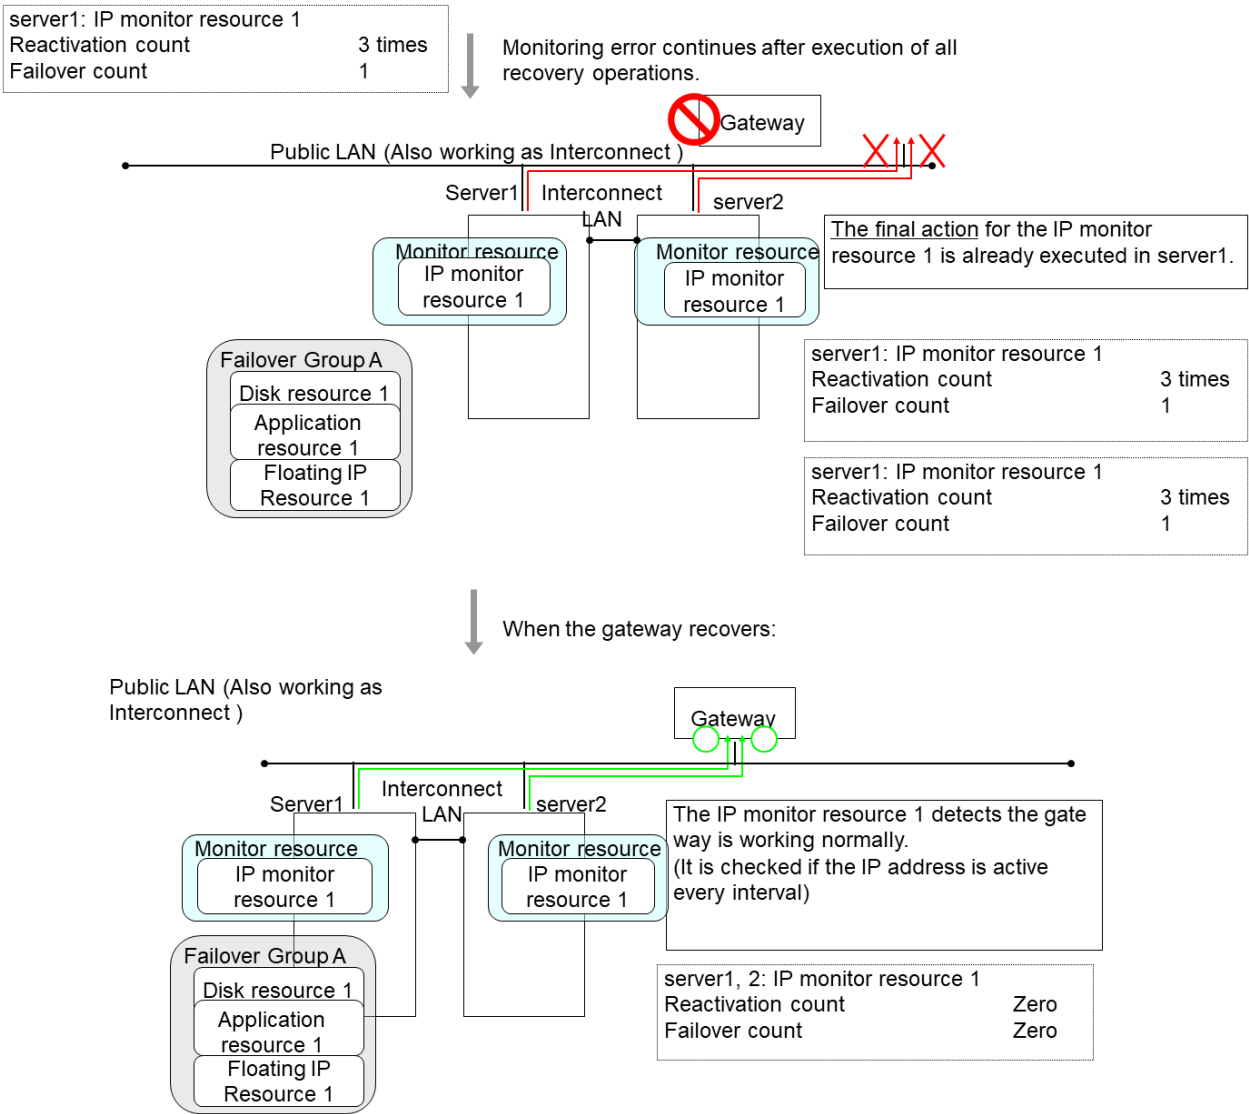 server1: IP monitor resource 1
Reactivation count 3 times
Failover count 1
Monitoring error continues after execution of all
recovery operations.
Gateway
Public LAN (Also working as Interconnect )
Server1
Interconnect
LAN
server2
Monitor resource
IP monitor
resource 1
Monitor resource
IP monitor
resource 1
The final action for the IP monitor
resource 1 is already executed in server1.
Failover Group A
Disk resource 1
Application
resource 1
Floating IP
Resource 1
server1: IP monitor resource 1
Reactivation count 3 times
Failover count 1
server1: IP monitor resource 1
Reactivation count 3 times
Failover count 1
When the gateway recovers:
Public LAN (Also working as
Interconnect )
Gateway
Server1
Interconnect
LAN
server2
Monitor resource
IP monitor
resource 1
Monitor resource
IP monitor
resource 1
The IP monitor resource 1 detects the gate
way is working normally.
(It is checked if the IP address is active
every interval)
Failover Group A
Disk resource 1
Application
resource 1
Floating IP
Resource 1
server1, 2: IP monitor resource 1
Reactivation count Zero
Failover count Zero